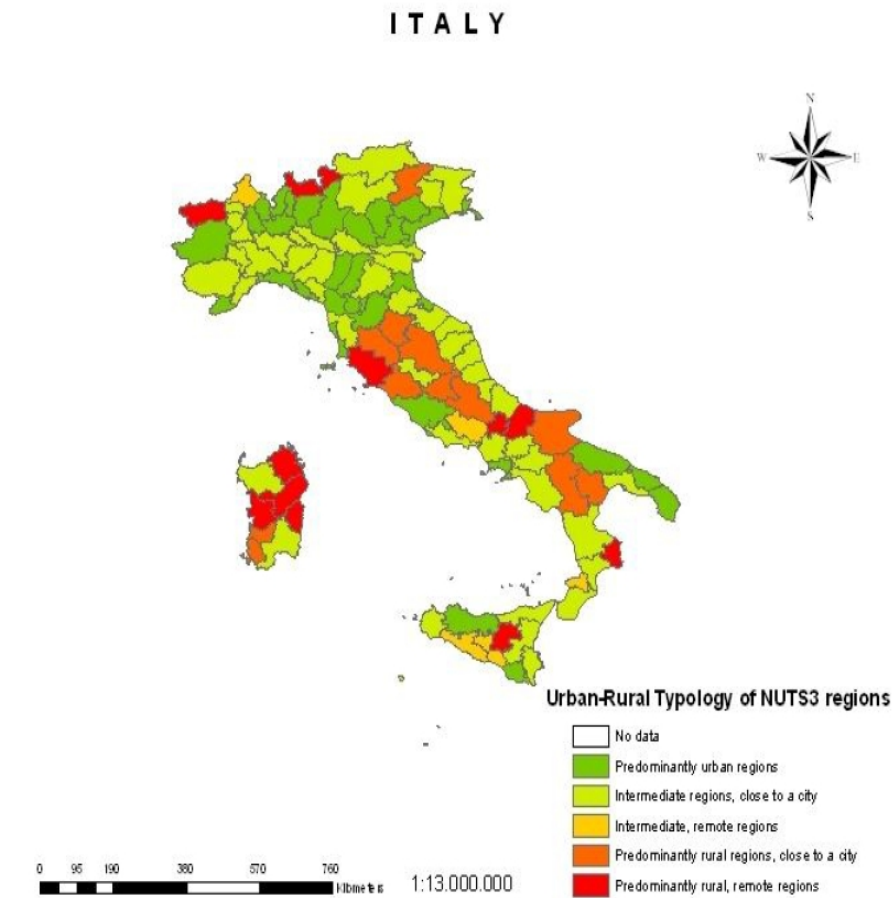 I T A L Y
N
W
E
S
Urban-Rural Typology of NUTS3 regions
No data
Predominantly urban regions
Intermediate regions, close to a city
Intermediate, remote regions
Predominantly rural regions, close to a city
Predominantly rural, remote regions
0 95 190 380 570 760
Kilometers
1:13.000.000